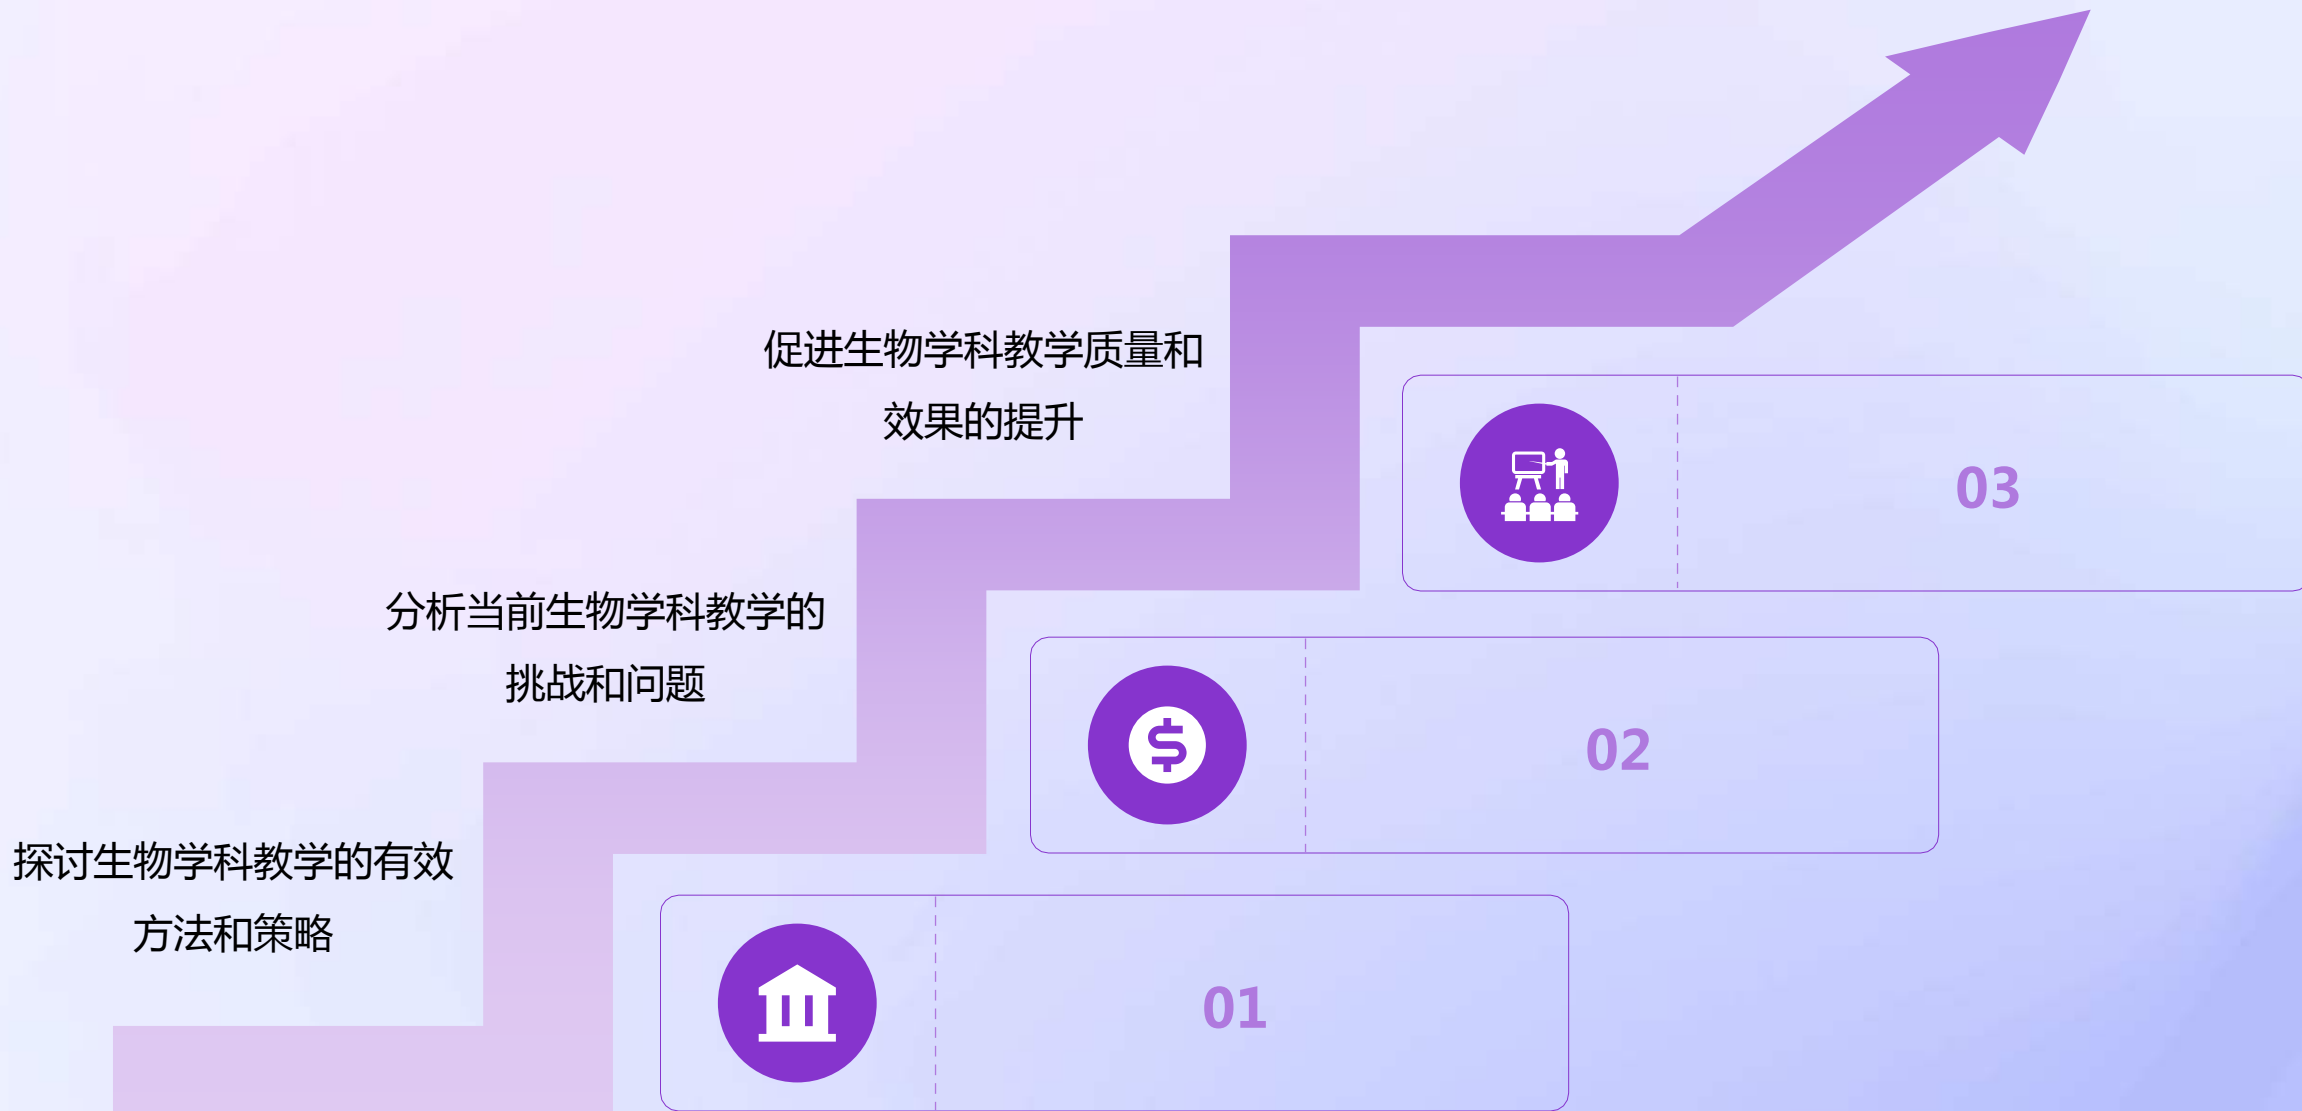 促进生物学科教学质量和
效果的提升
03
分析当前生物学科教学的
挑战和问题
02
探讨生物学科教学的有效
方法和策略
01